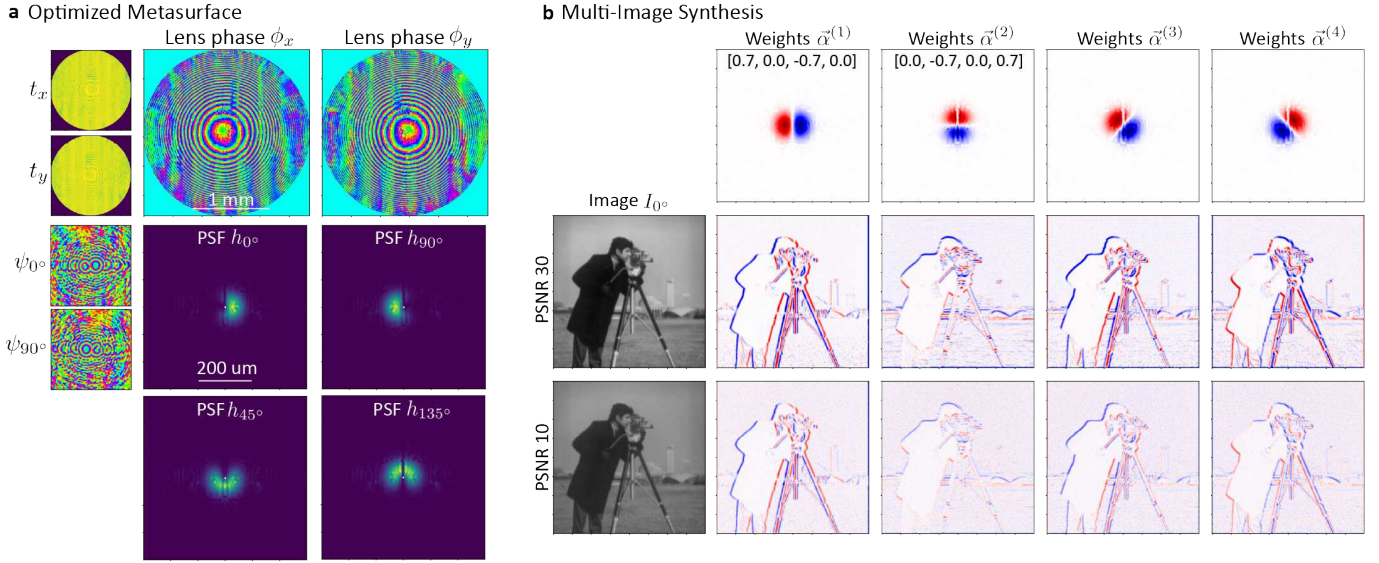 a Optimized Metasurface
Lens phase ϕx
Lens phase ϕy
tx
ty
1 mm
ψ0°
ψ90°
PSF h0°
PSF h90°
200 um
PSF h45°
PSF h135°
b Multi-Image Synthesis
Weights α⃗(1)
Weights α⃗(2)
Weights α⃗(3)
Weights α⃗(4)
[0.7, 0.0, -0.7, 0.0]
[0.0, -0.7, 0.0, 0.7]
Image I0°
PSNR 30
PSNR 10